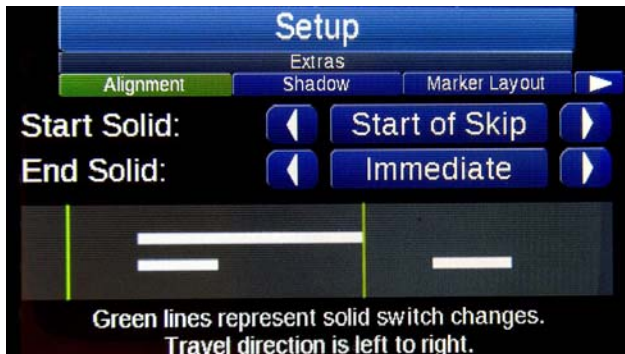 Setup
Extras
Alignment Shadow Marker Layout
Start Solid: Start of Skip
End Solid: Immediate
Green lines represent solid switch changes.
Travel direction is left to right.